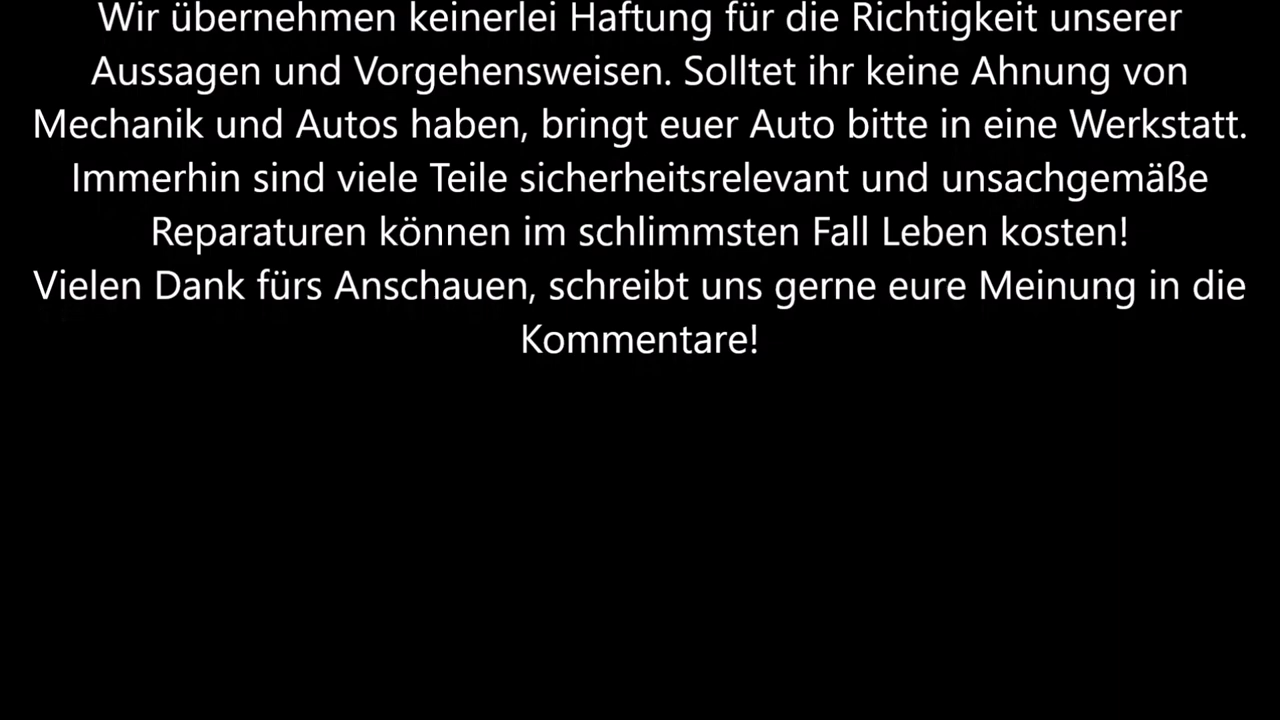 Wir übernehmen keinerlei Haftung für die Richtigkeit unserer
Aussagen und Vorgehensweisen. Solltet ihr keine Ahnung von
Mechanik und Autos haben, bringt euer Auto bitte in eine Werkstatt.
Immerhin sind viele Teile sicherheitsrelevant und unsachgemäße
Reparaturen können im schlimmsten Fall Leben kosten!
Vielen Dank fürs Anschauen, schreibt uns gerne eure Meinung in die
Kommentare!